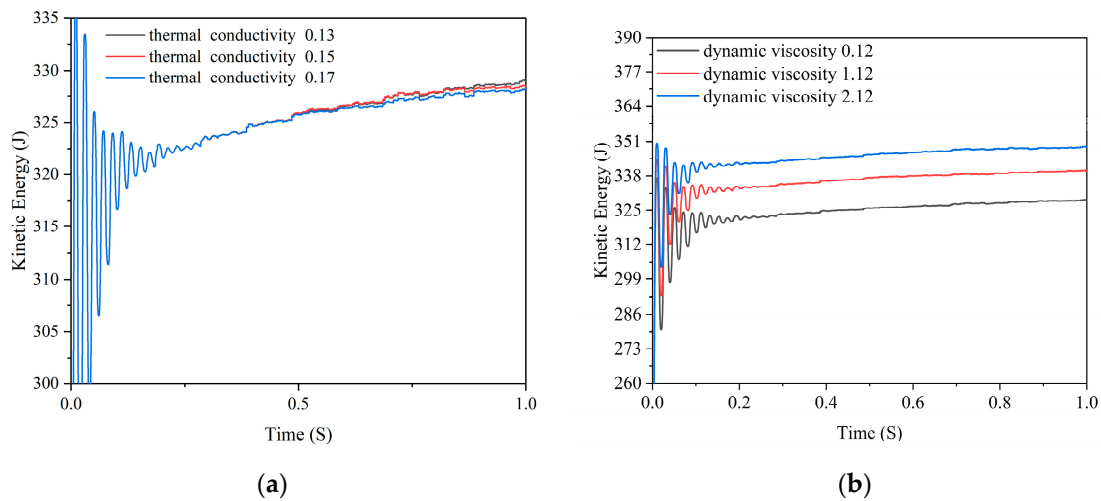 335
330
325
320
315
310
305
300
Kinetic Energy (J)
thermal conductivity 0.13
thermal conductivity 0.15
thermal conductivity 0.17
0.0 0.5 1.0
Time (S)
(a)
390
377
364
351
338
325
312
299
286
273
260
Kinetic Energy (J)
dynamic viscosity 0.12
dynamic viscosity 1.12
dynamic viscosity 2.12
0.0 0.2 0.4 0.6 0.8 1.0
Time (S)
(b)